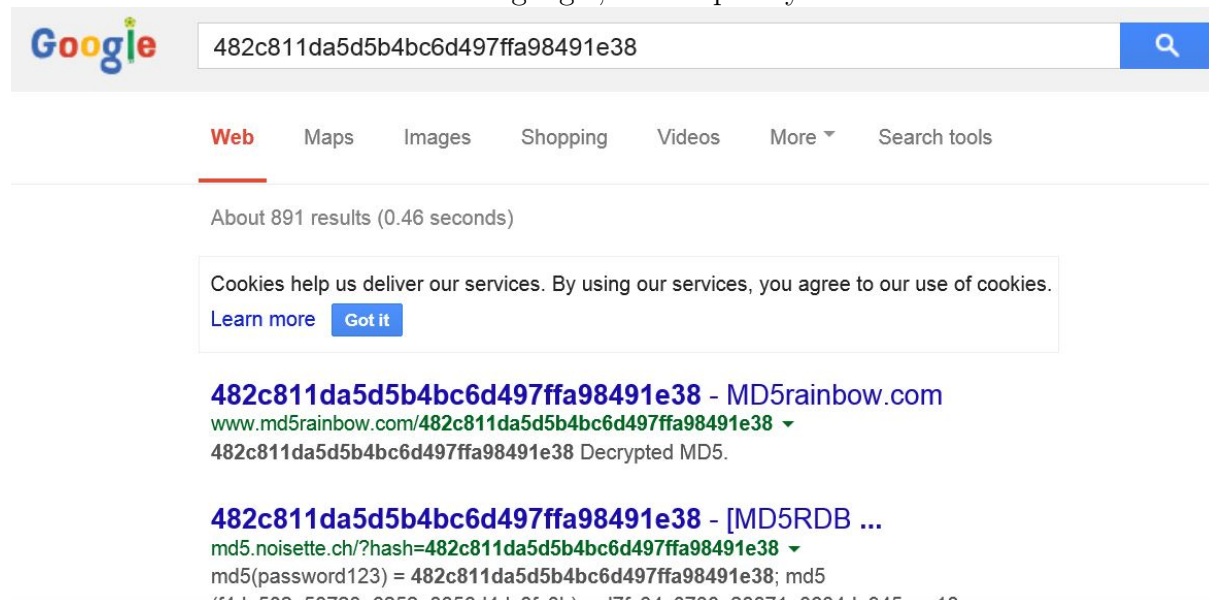 Google
482c811da5d5b4bc6d497ffa98491e38
Web Maps Images Shopping Videos More Search tools
About 891 results (0.46 seconds)
Cookies help us deliver our services. By using our services, you agree to our use of cookies.
Learn more Got it
482c811da5d5b4bc6d497ffa98491e38 - MD5rainbow.com
www.md5rainbow.com/482c811da5d5b4bc6d497ffa98491e38
482c811da5d5b4bc6d497ffa98491e38 Decrypted MD5.
482c811da5d5b4bc6d497ffa98491e38 - [MD5RDB ...
md5.noisette.ch/?hash=482c811da5d5b4bc6d497ffa98491e38
md5(password123) = 482c811da5d5b4bc6d497ffa98491e38; md5